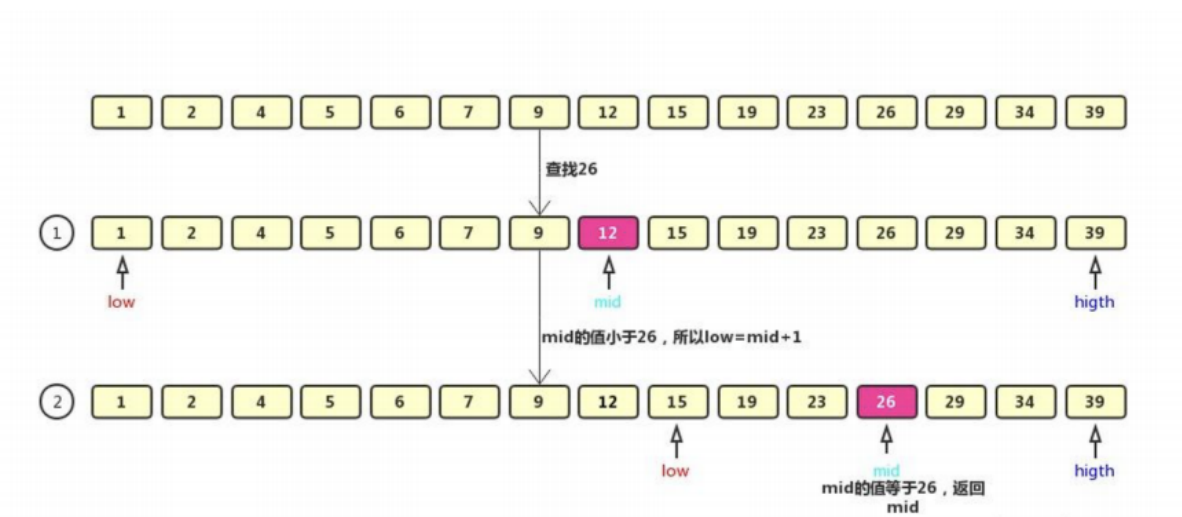 1 2 4 5 6 7 9 12 15 19 23 26 29 34 39
查找26
① 1 2 4 5 6 7 9 12 15 19 23 26 29 34 39
low mid higth
mid的值小于26，所以low=mid+1
② 1 2 4 5 6 7 9 12 15 19 23 26 29 34 39
low mid higth
mid的值等于26，返回
mid